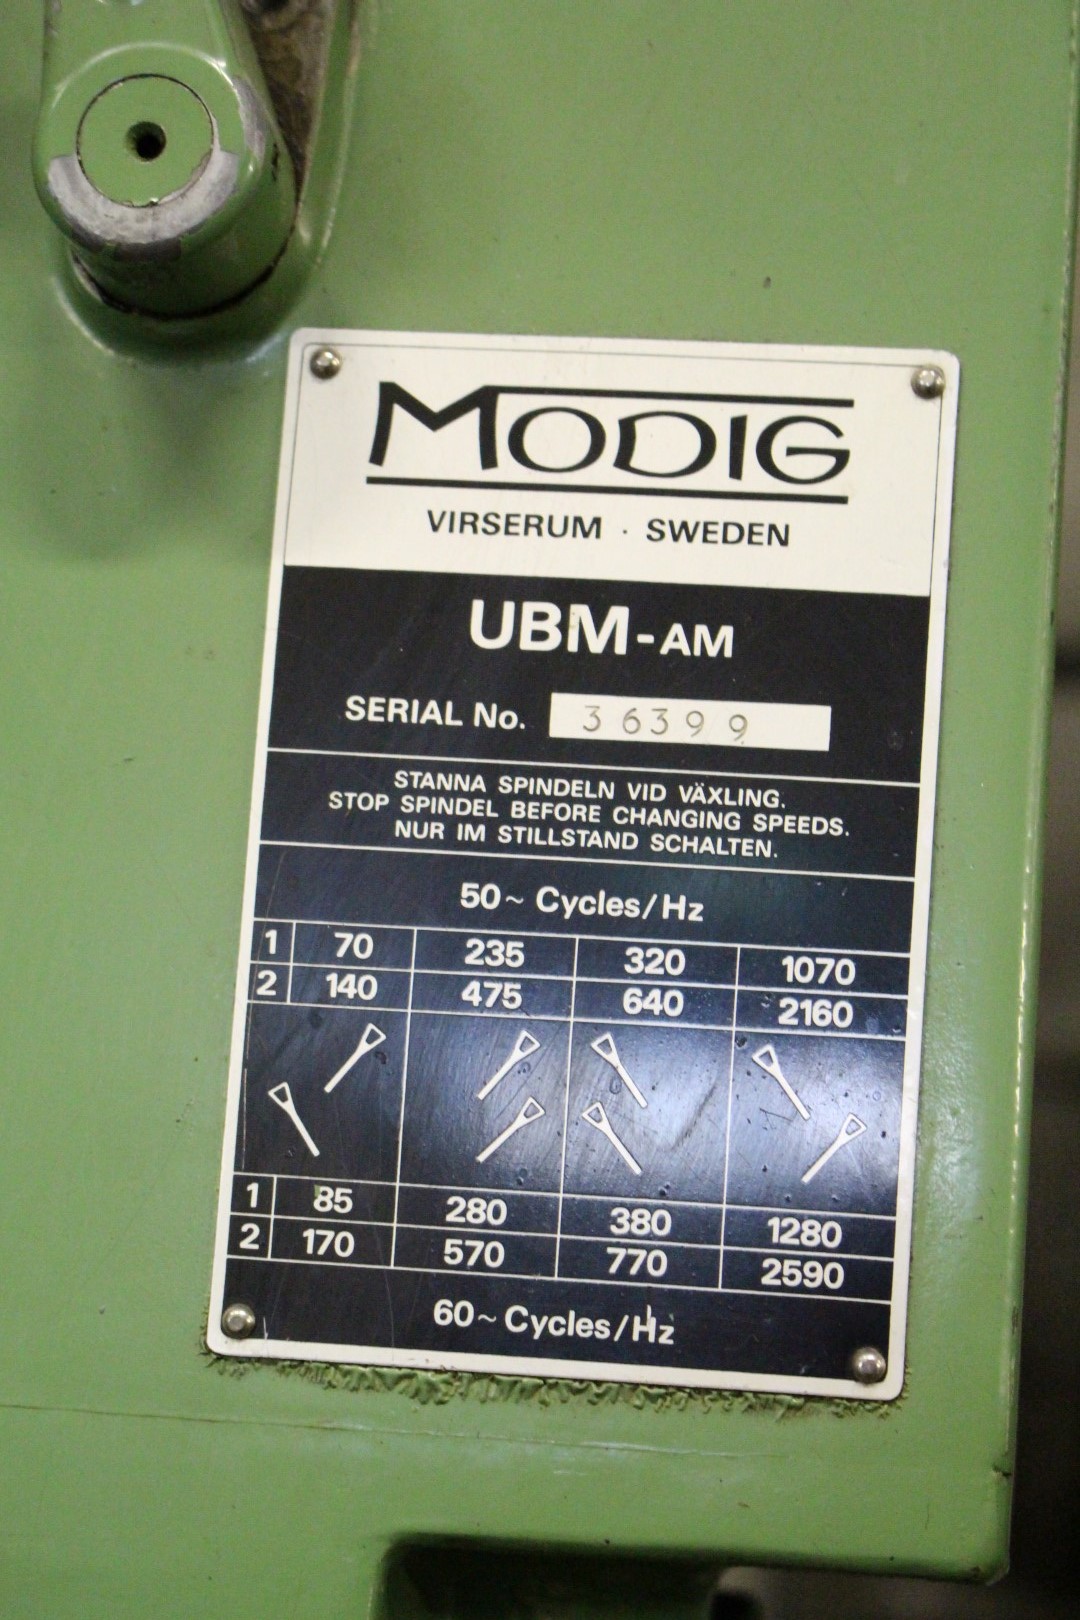 MODIG
VIRSERUM · SWEDEN
UBM-AM
SERIAL No. 36399
STANNA SPINDELN VID VÄXLING.
STOP SPINDEL BEFORE CHANGING SPEEDS.
NUR IM STILLSTAND SCHALTEN.
50~ Cycles/Hz
1 70 235 320 1070
2 140 475 640 2160
1 85 280 380 1280
2 170 570 770 2590
60~ Cycles/Hz